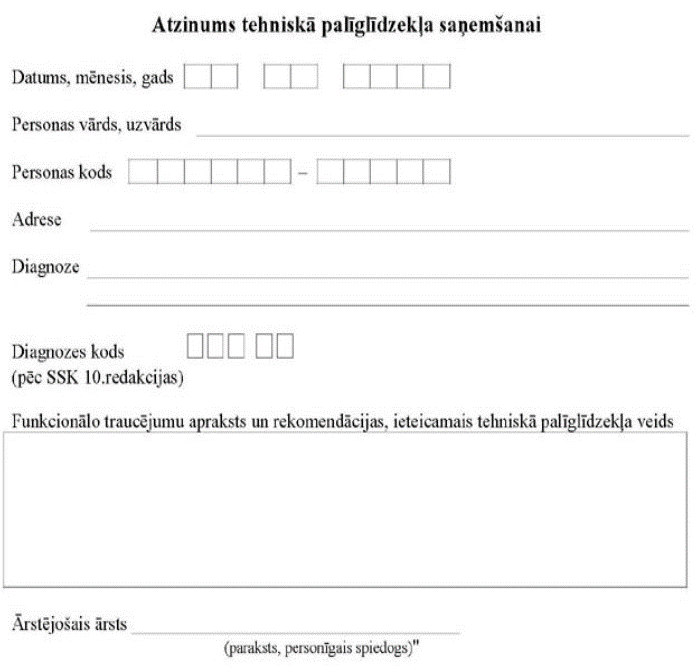 Atzinums tehniskā palīglīdzekļa saņemšanai
Datums, mēnesis, gads
Personas vārds, uzvārds
Personas kods –
Adrese
Diagnoze
Diagnozes kods
(pēc SSK 10.redakcijas)
Funkcionālo traucējumu apraksts un rekomendācijas, ieteicamais tehniskā palīglīdzekļa veids
Ārstējošais ārsts
(paraksts, personīgais spiedogs)"